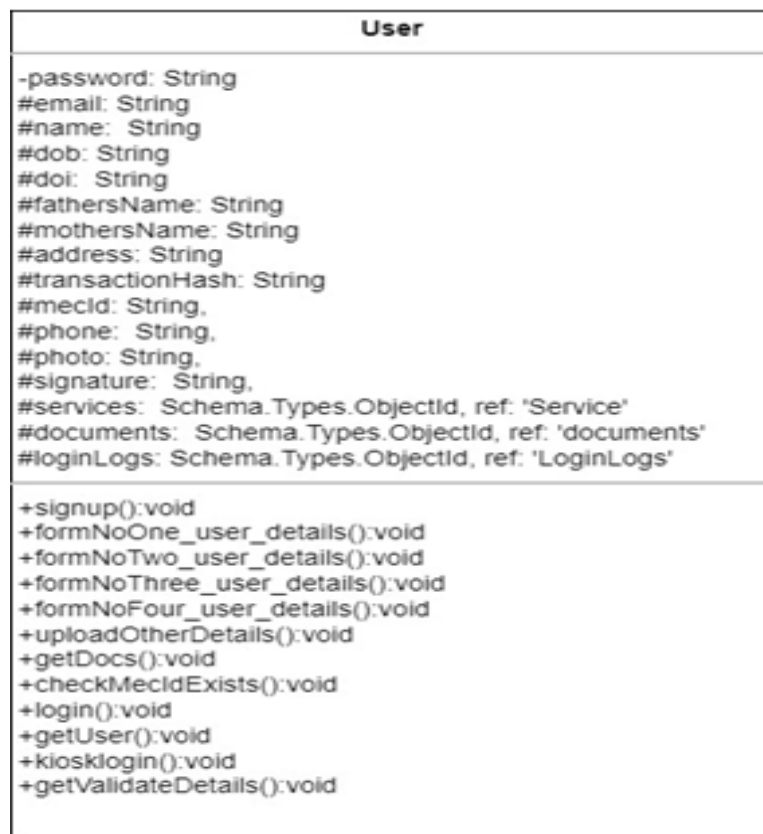 User
-password: String
#email: String
#name:  String
#dob: String
#doi:  String
#fathersName: String
#mothersName: String
#address: String
#transactionHash: String
#mecId: String,
#phone:  String,
#photo: String,
#signature:  String,
#services:  Schema.Types.ObjectId, ref: 'Service'
#documents:  Schema.Types.ObjectId, ref: 'documents'
#loginLogs: Schema.Types.ObjectId, ref: 'LoginLogs'
+signup():void
+formNoOne_user_details():void
+formNoTwo_user_details():void
+formNoThree_user_details():void
+formNoFour_user_details():void
+uploadOtherDetails():void
+getDocs():void
+checkMecIdExists():void
+login():void
+getUser():void
+kiosklogin():void
+getValidateDetails():void